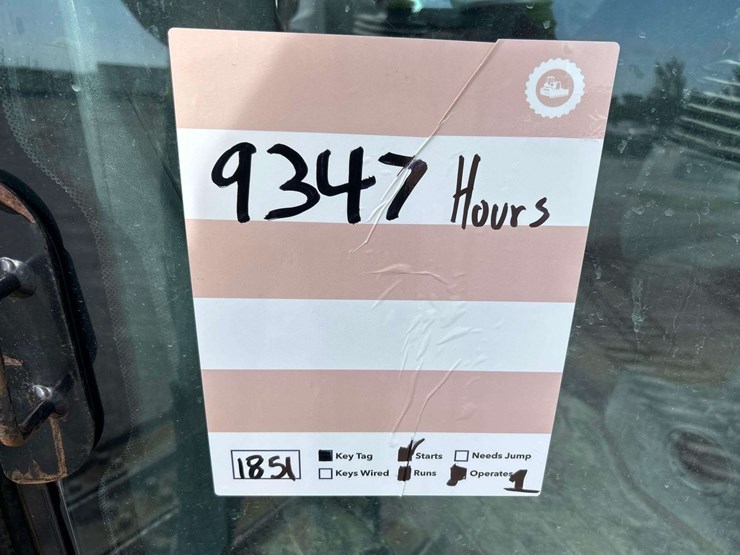 9347 Hours
1851 Key Tag Starts Needs Jump
Keys Wired Runs Operates 1